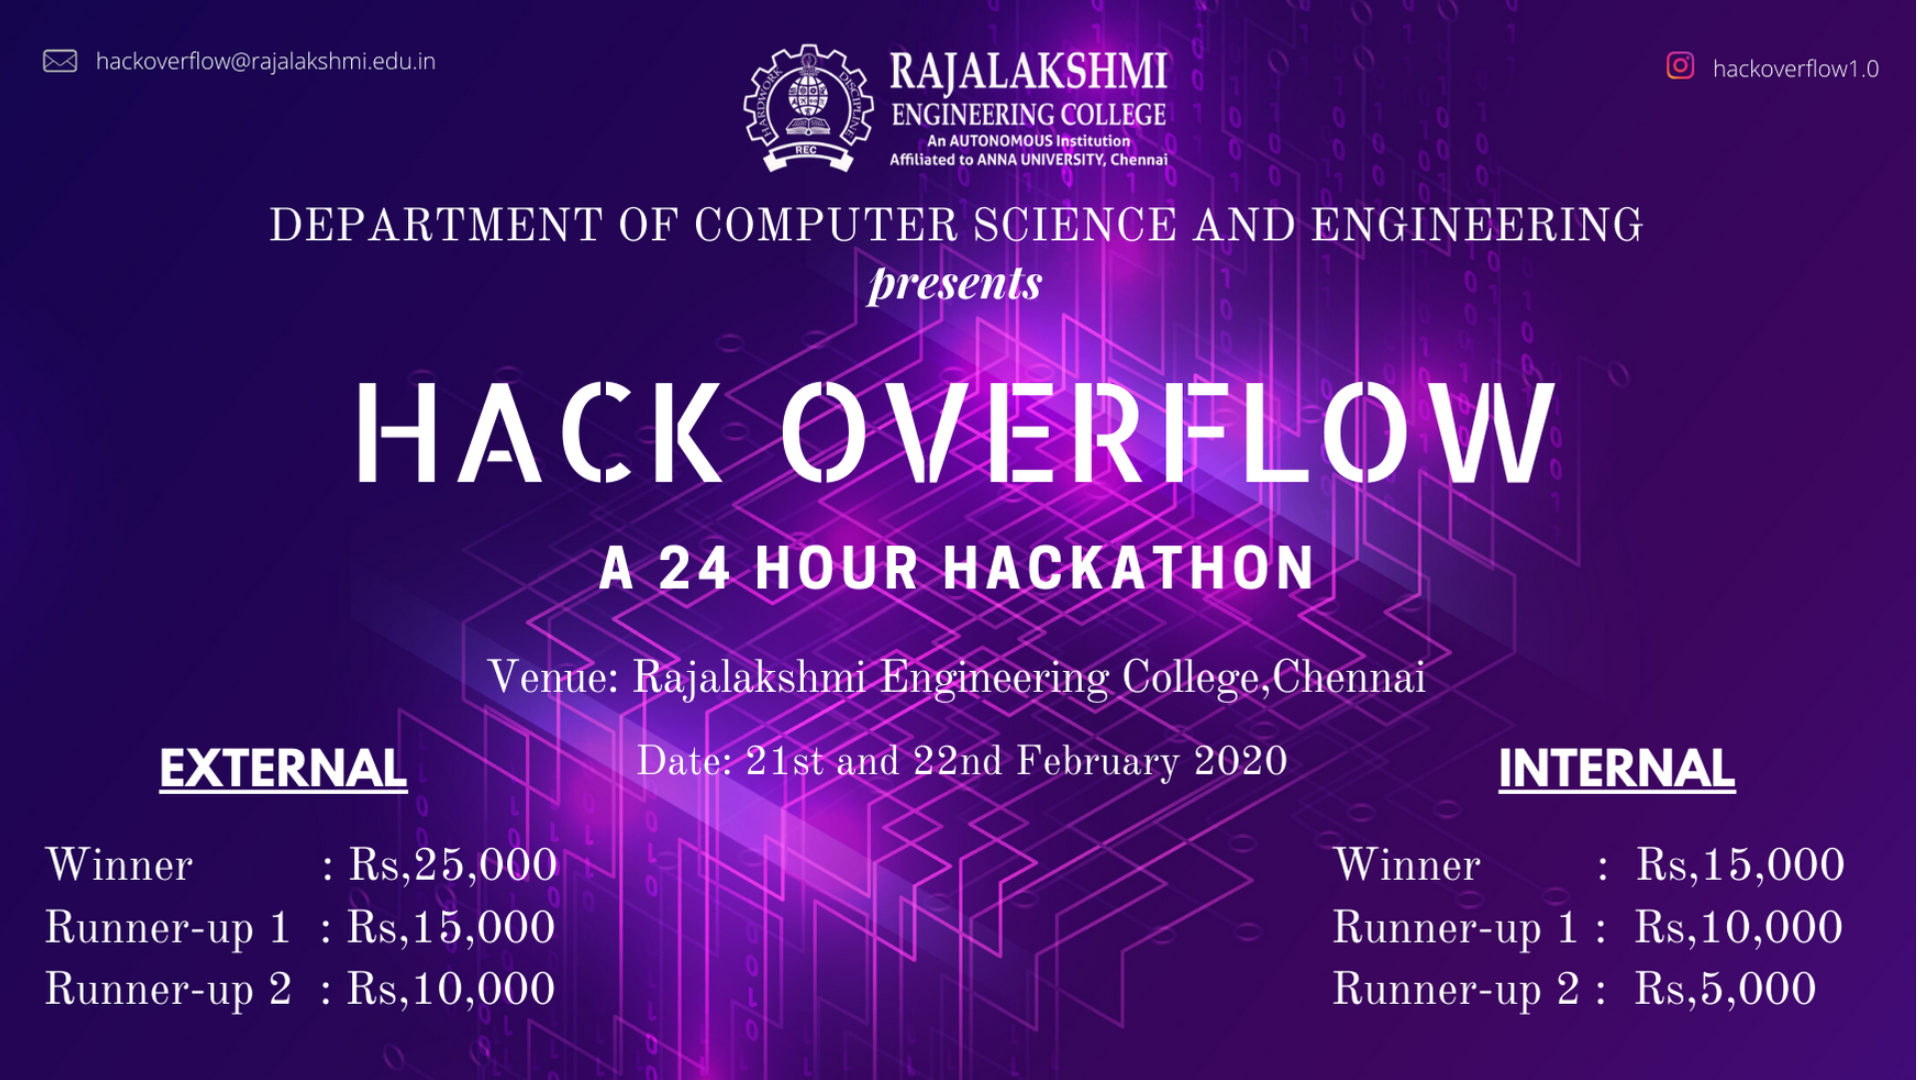 hackoverflow@rajalakshmi.edu.in
HARDWORK
DISCIPLINE
REC
RAJALAKSHMI
ENGINEERING COLLEGE
An AUTONOMOUS Institution
Affiliated to ANNA UNIVERSITY, Chennai
hackoverflow1.0
DEPARTMENT OF COMPUTER SCIENCE AND ENGINEERING
presents
HACK OVERFLOW
A 24 HOUR HACKATHON
Venue: Rajalakshmi Engineering College,Chennai
Date: 21st and 22nd February 2020
EXTERNAL
Winner : Rs,25,000
Runner-up 1 : Rs,15,000
Runner-up 2 : Rs,10,000
INTERNAL
Winner : Rs,15,000
Runner-up 1 : Rs,10,000
Runner-up 2 : Rs,5,000